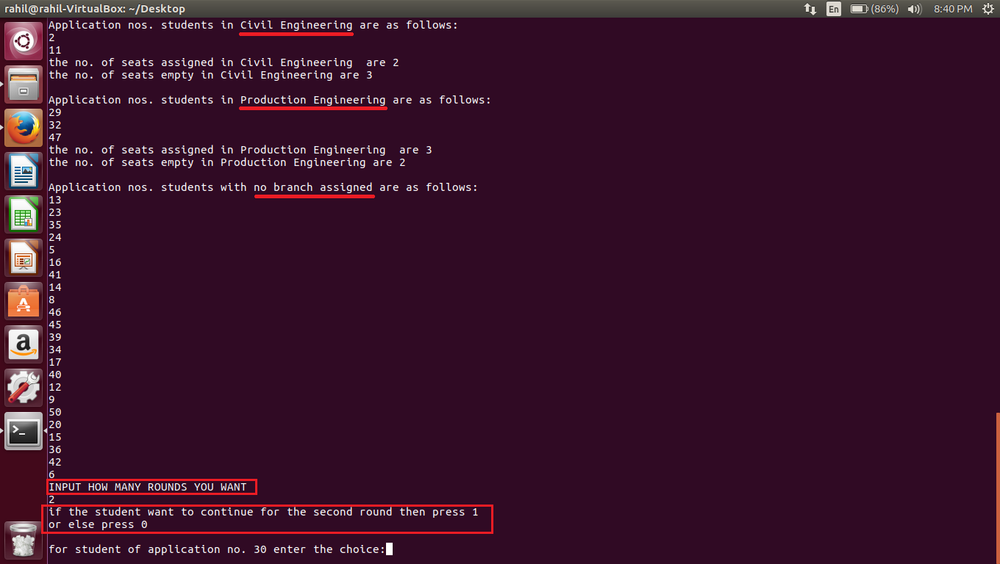 rahil@rahil-VirtualBox: ~/Desktop
En
(86%)
8:40 PM
Application nos. students in Civil Engineering are as follows:
2
11
the no. of seats assigned in Civil Engineering  are 2
the no. of seats empty in Civil Engineering are 3
Application nos. students in Production Engineering are as follows:
29
32
47
the no. of seats assigned in Production Engineering  are 3
the no. of seats empty in Production Engineering are 2
Application nos. students with no branch assigned are as follows:
13
23
35
24
5
16
41
14
8
46
45
39
34
17
40
12
9
50
20
15
36
42
6
INPUT HOW MANY ROUNDS YOU WANT
2
if the student want to continue for the second round then press 1
or else press 0
for student of application no. 30 enter the choice: